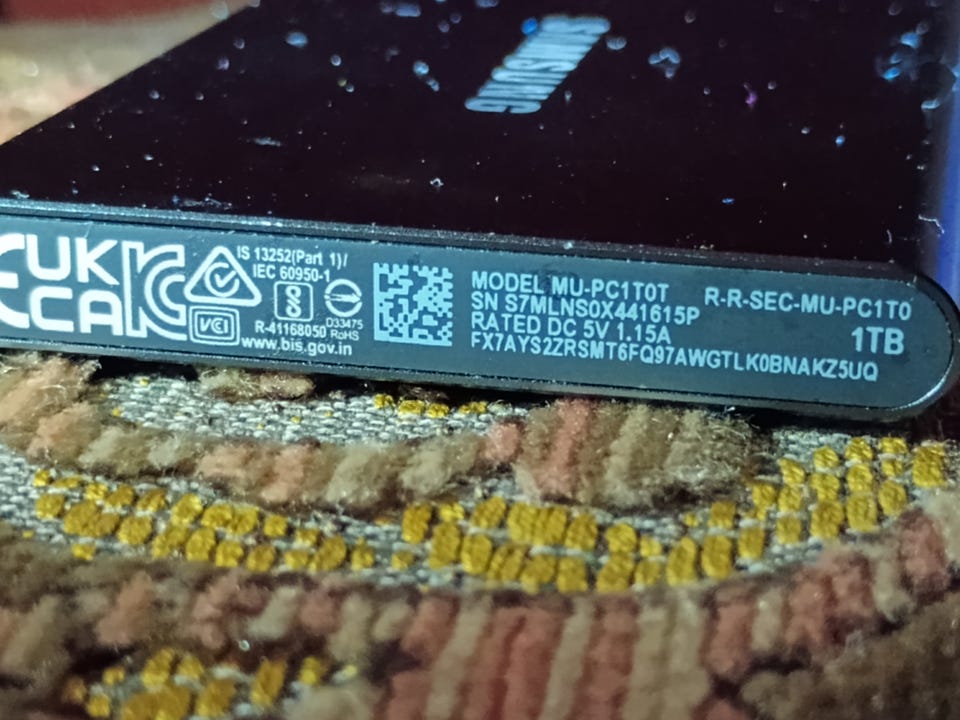 SAMSUNG
UK
CA
IS 13252(Part 1)/
IEC 60950-1
VCI
R-41168050
D33475
RoHS
www.bis.gov.in
MODEL MU-PC1T0T
R-R-SEC-MU-PC1T0
SN S7MLNS0X441615P
1TB
RATED DC 5V 1.15A
FX7AYS2ZRSMT6FQ97AWGTLK0BNAKZ5UQ